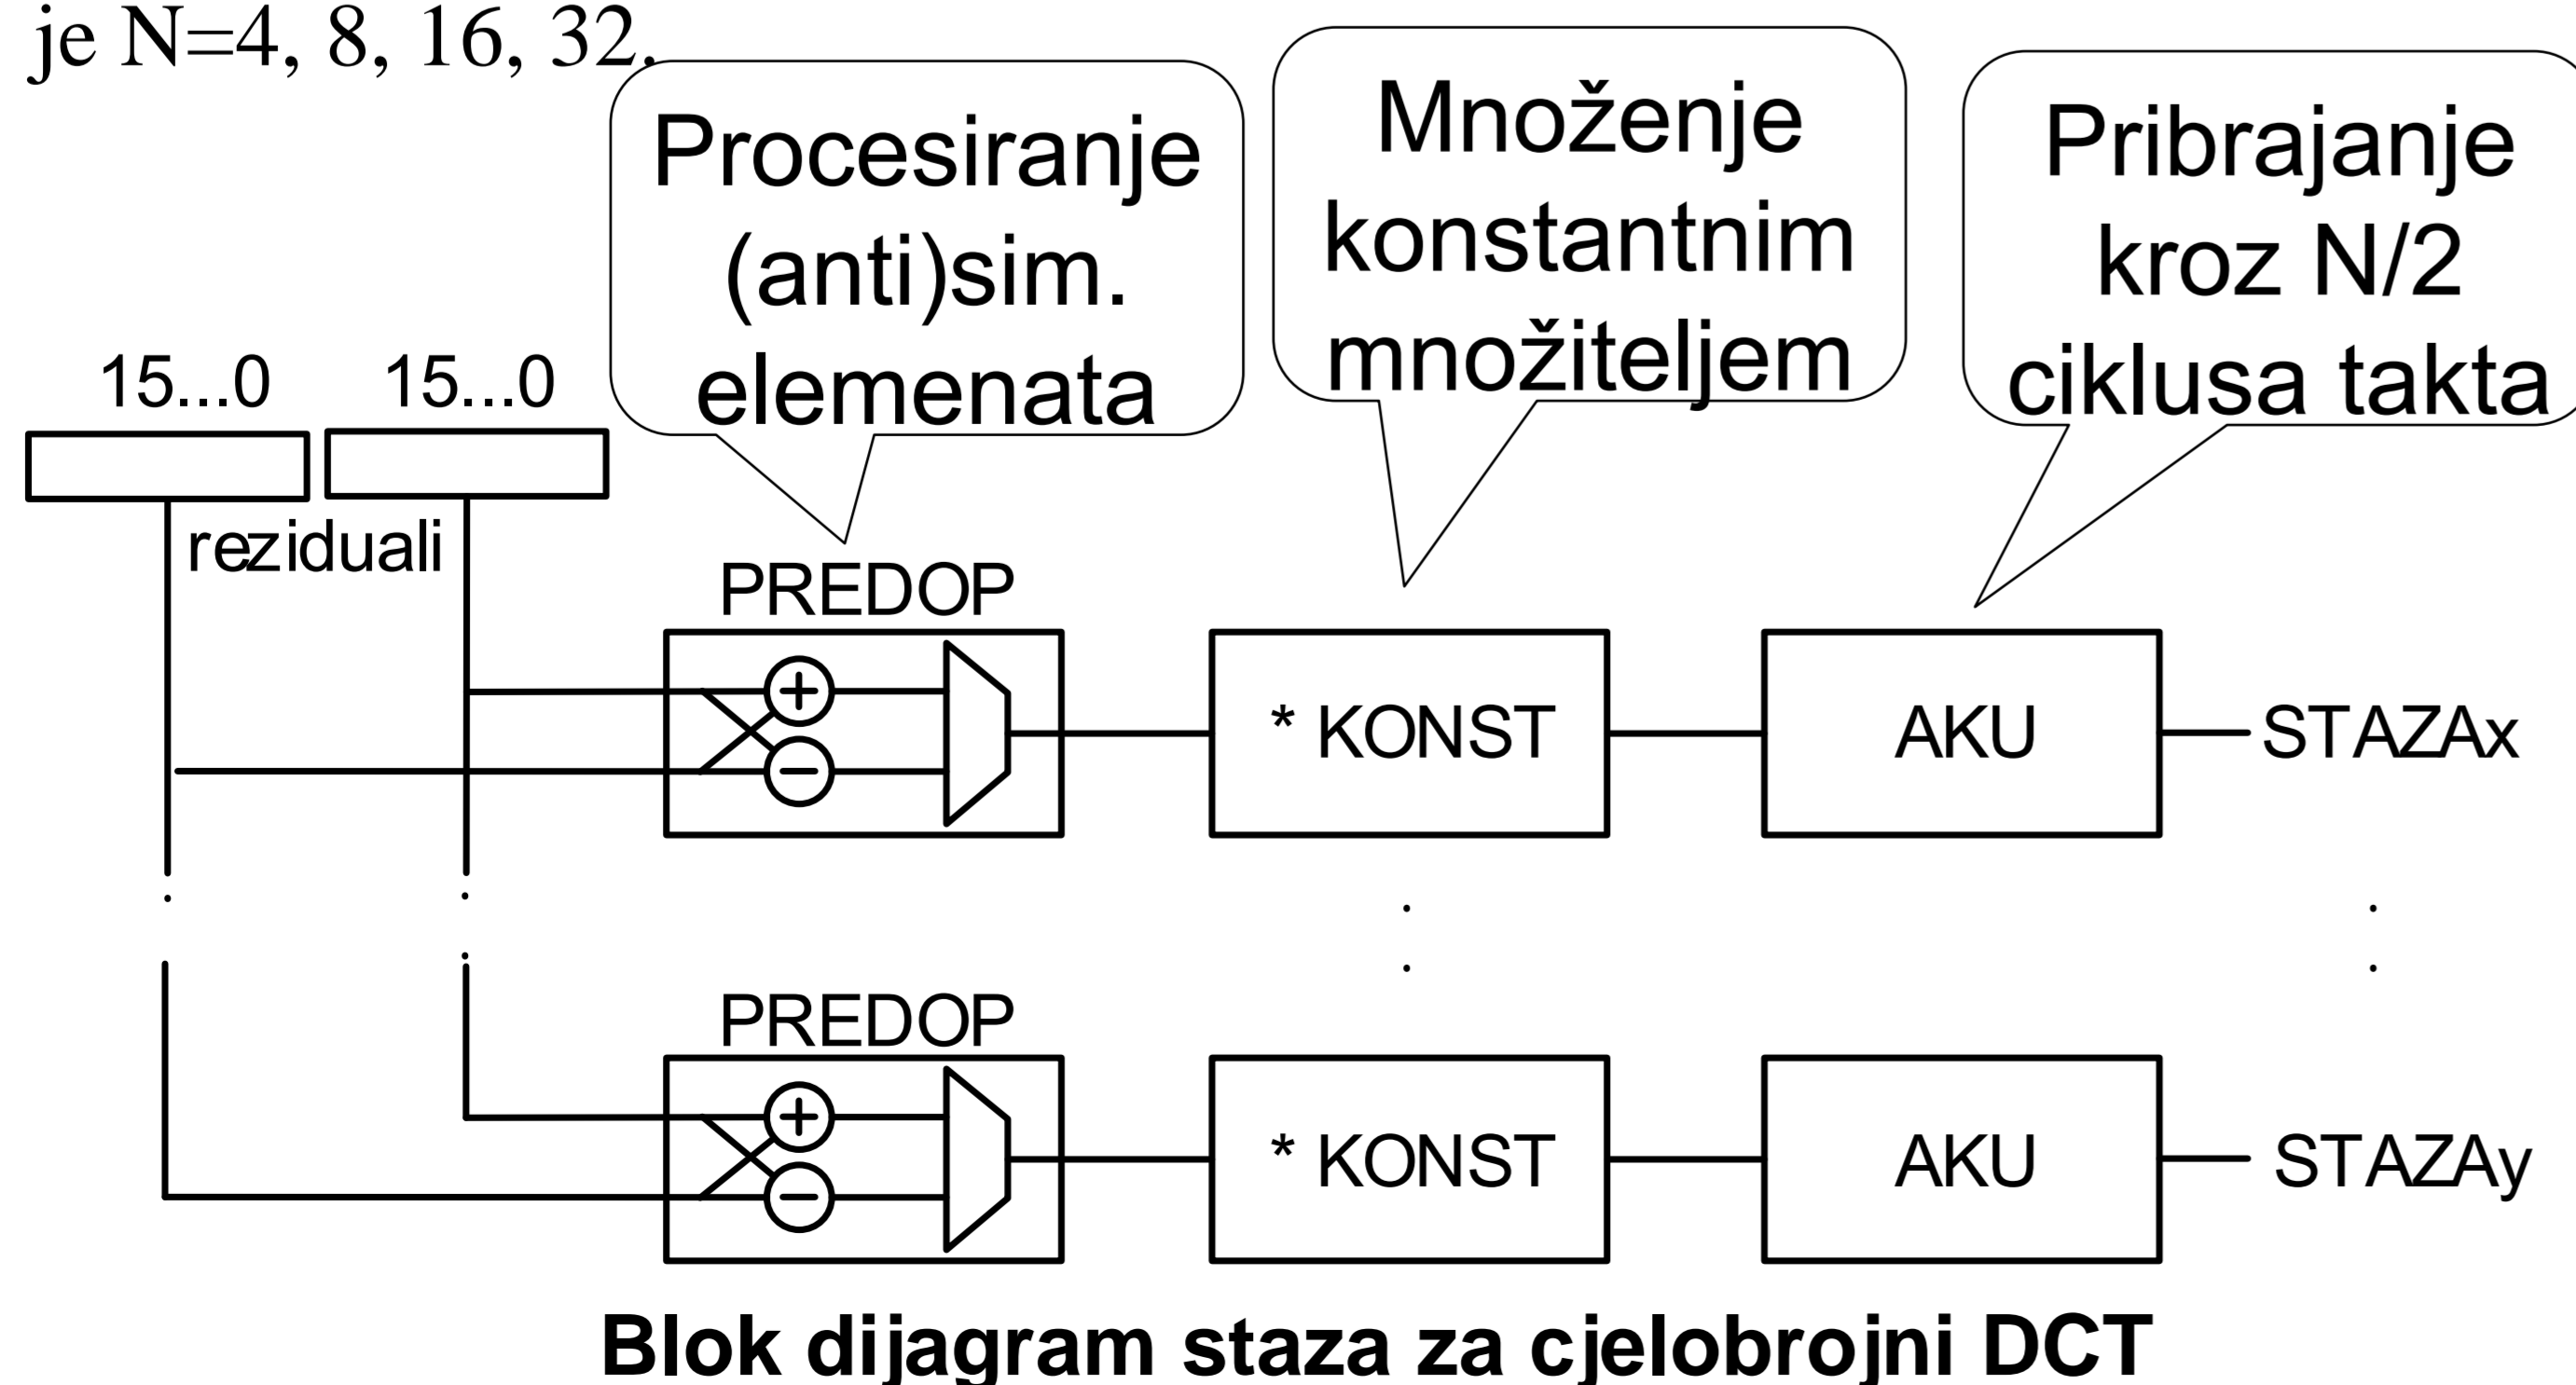 je N=4, 8, 16, 32.
Procesiranje
(anti)sim.
elemenata
Množenje
konstantnim
množiteljem
Pribrajanje
kroz N/2
ciklusa takta
15...0 15...0
reziduali
PREDOP
+
−
* KONST
AKU
STAZAx
PREDOP
+
−
* KONST
AKU
STAZAy
Blok dijagram staza za cjelobrojni DCT